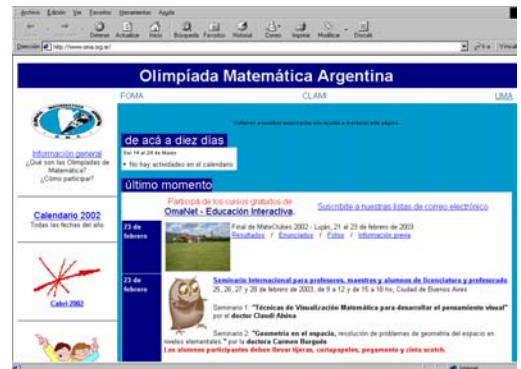 Archivo Edición Ver Favoritos Herramientas Ayuda
Detener Actualizar Inicio Búsqueda Favoritos Historial Correo Imprimir Modificar Discutir
Dirección http://www.oma.org.ar/
Olimpíada Matemática Argentina
FOMA CLAMI UMA
Información general
¿Qué son las Olimpíadas de
Matemática?
¿Cómo participar?
Calendario 2002
Todas las fechas del año
Cabri 2002
de acá a diez días
Del 14 al 24 de Marzo
• No hay actividades en el calendario
último momento
Participá de los cursos gratuitos de
OmaNet - Educación Interactiva.
Suscribite a nuestras listas de correo electrónico
23 de
febrero
Final de MateClubes 2002 - Luján, 21 al 23 de febrero de 2003
Resultados / Enunciados / Fotos / Información previa
23 de
febrero
Seminario Internacional para profesores, maestros y alumnos de licenciatura y profesorado
25, 26, 27 y 28 de febrero de 2003, de 9 a 12 y de 15 a 18 hs, Ciudad de Buenos Aires
Seminario 1: "Técnicas de Visualización Matemática para desarrollar el pensamiento visual"
por el doctor Claudi Alsina
Seminario 2: "Geometría en el espacio, resolución de problemas de geometría del espacio en
niveles elementales." por la doctora Carmen Burgués
Los alumnos participantes deben llevar tijeras, cortapapeles, pegamento y cinta scotch.